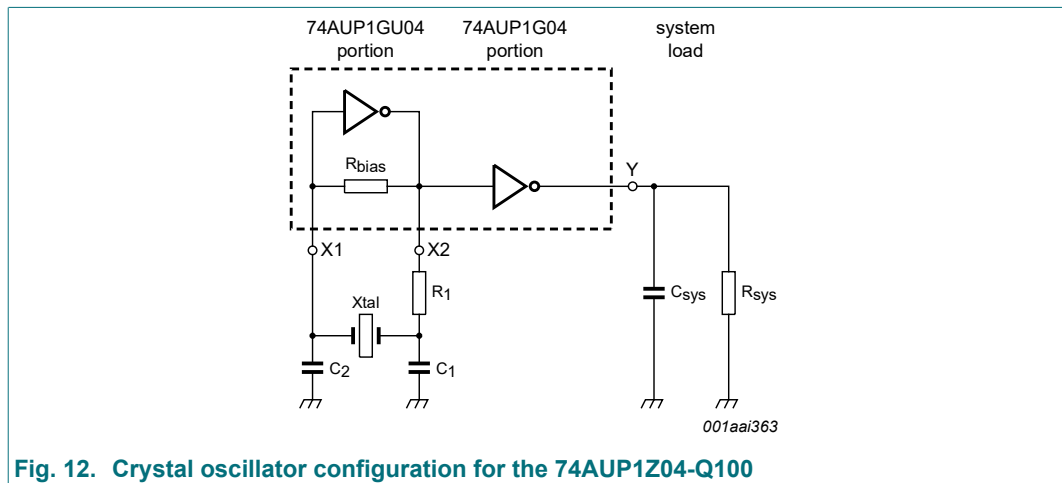 74AUP1GU04
portion
74AUP1G04
portion
system
load
Rbias
Y
X1
X2
R1
Xtal
C2
C1
Csys
Rsys
001aai363
Fig. 12. Crystal oscillator configuration for the 74AUP1Z04-Q100